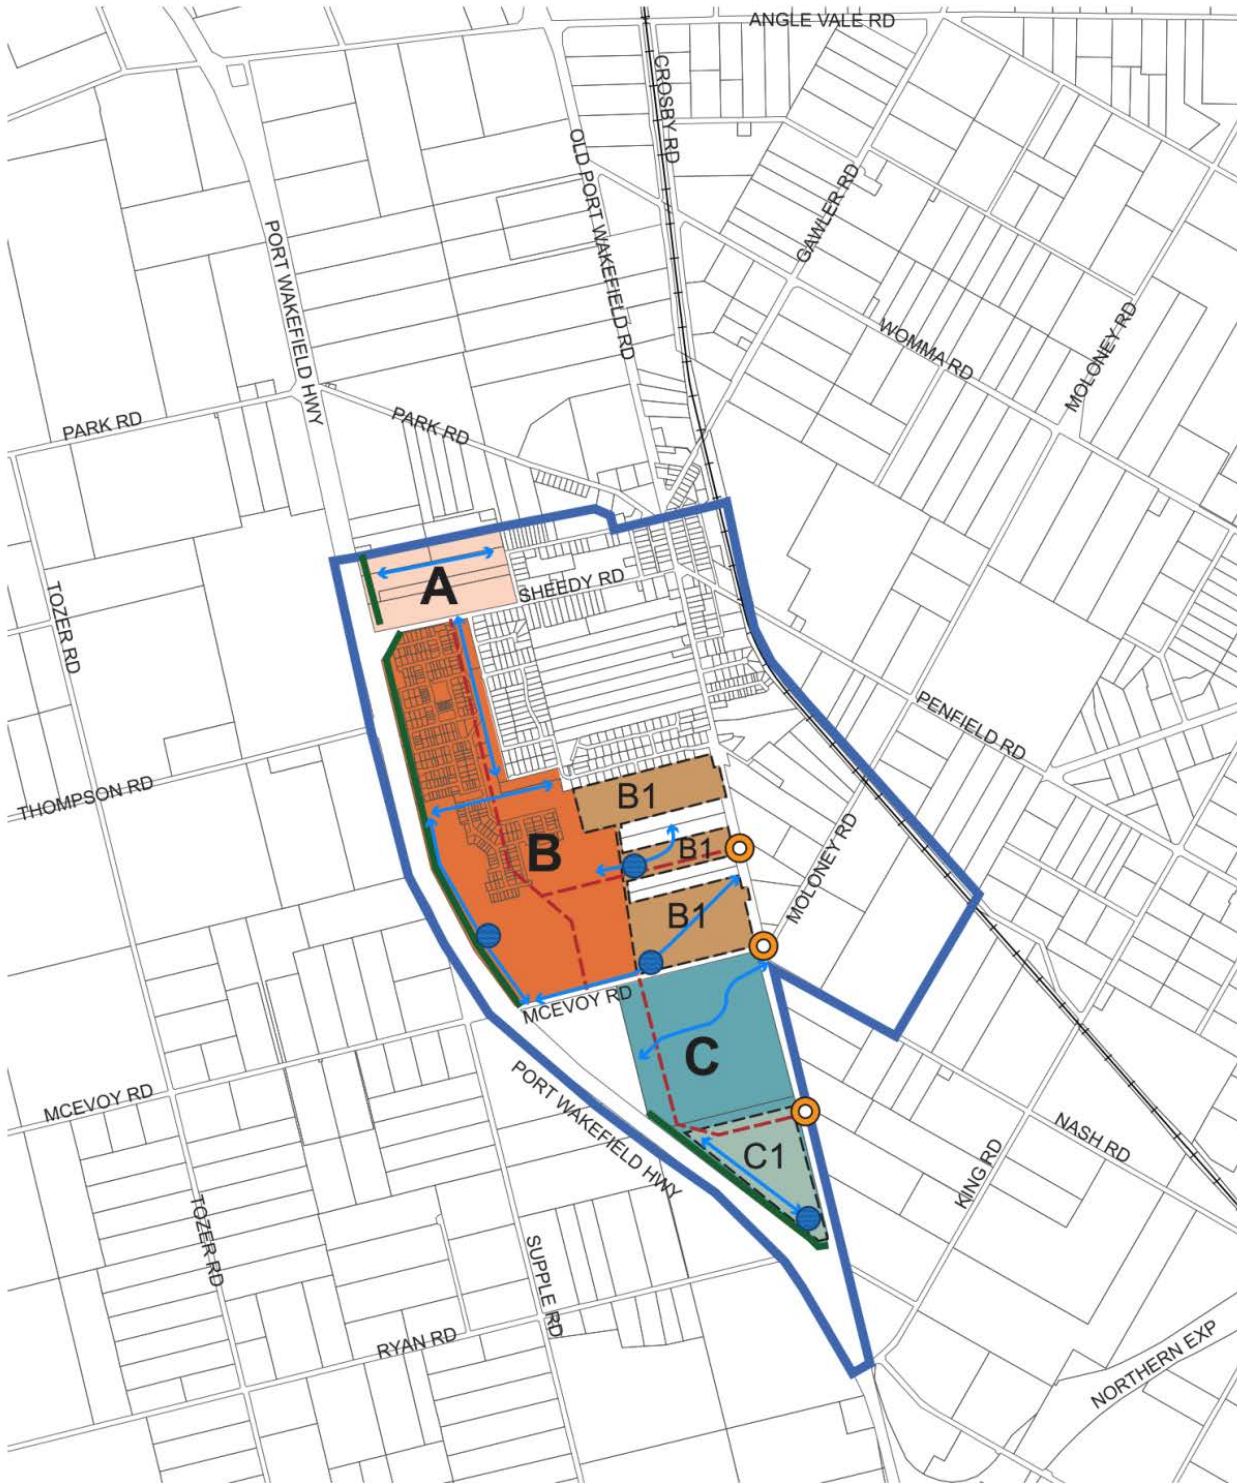 ANGLE VALE RD
CROSBY RD
OLD PORT WAKEFIELD RD
GAWLER RD
PORT WAKEFIELD HWY
WOMMA RD
MOLONEY RD
PARK RD
PARK RD
A
SHEEDY RD
TOZER RD
PENFIELD RD
THOMPSON RD
B1
B
B1
MOLONEY RD
B1
MCEVOY RD
C
MCEVOY RD
PORT WAKEFIELD HWY
NASH RD
C1
KING RD
TOZER RD
SUPPLE RD
RYAN RD
NORTHERN EXP